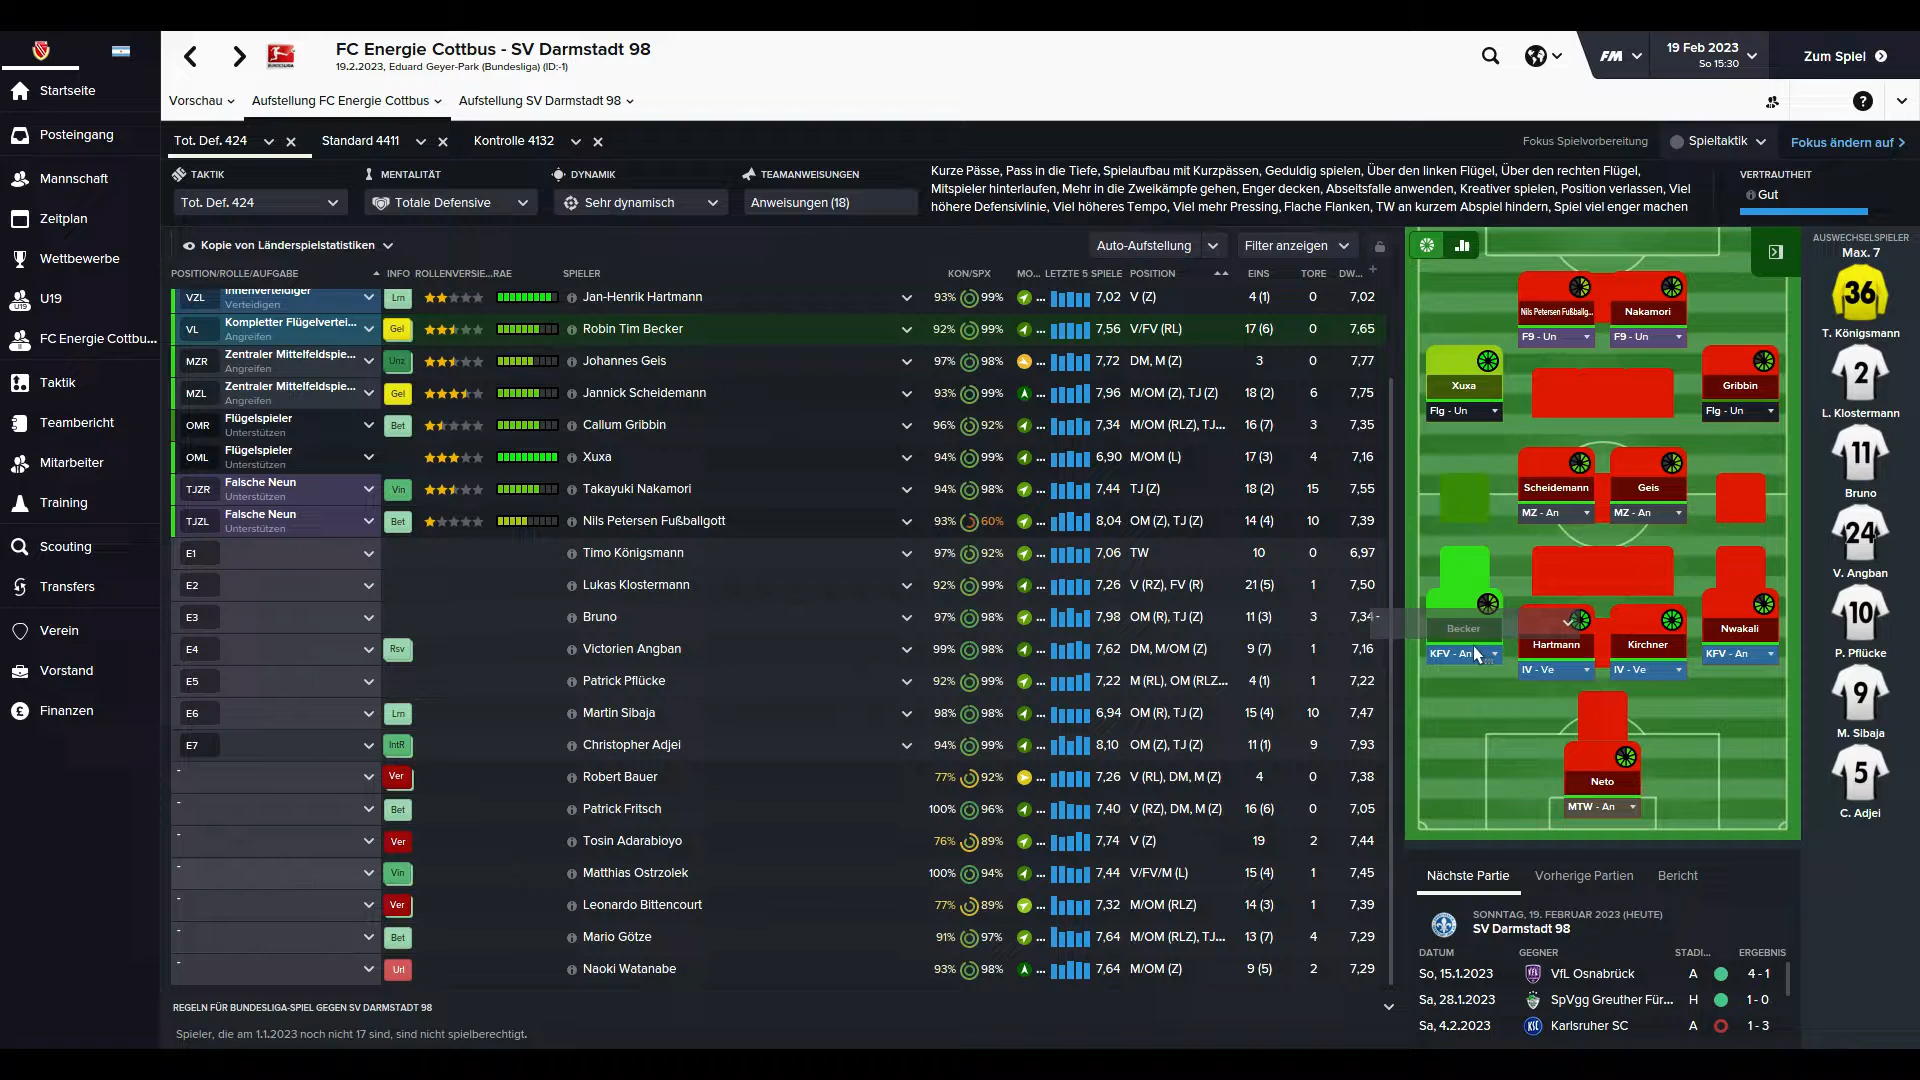 FC Energie Cottbus - SV Darmstadt 98
19.2.2023, Eduard Geyer-Park (Bundesliga) (ID:-1)
FM
19 Feb 2023
So 15:30
Zum Spiel
Startseite
Posteingang
Mannschaft
Zeitplan
Wettbewerbe
U19
FC Energie Cottbu...
Taktik
Teambericht
Mitarbeiter
Training
Scouting
Transfers
Verein
Vorstand
Finanzen
Vorschau
Aufstellung FC Energie Cottbus
Aufstellung SV Darmstadt 98
Tot. Def. 424
Standard 4411
Kontrolle 4132
Fokus Spielvorbereitung
Spieltaktik
Fokus ändern auf >
TAKTIK
Tot. Def. 424
MENTALITÄT
Totale Defensive
DYNAMIK
Sehr dynamisch
TEAMANWEISUNGEN
Anweisungen (18)
Kurze Pässe, Pass in die Tiefe, Spielaufbau mit Kurzpässen, Geduldig spielen, Über den linken Flügel, Über den rechten Flügel,
Mitspieler hinterlaufen, Mehr in die Zweikämpfe gehen, Enger decken, Abseitsfalle anwenden, Kreativer spielen, Position verlassen, Viel
höhere Defensivlinie, Viel höheres Tempo, Viel mehr Pressing, Flache Flanken, TW an kurzem Abspiel hindern, Spiel viel enger machen
VERTRAUTHEIT
Gut
Kopie von Länderspielstatistiken
Auto-Aufstellung
Filter anzeigen
POSITION/ROLLE/AUFGABE INFO ROLLENVERSIE...RAE SPIELER KON/SPX MO... LETZTE 5 SPIELE POSITION EINS TORE DW...
VZL Innenverteidiger Verteidigen Lrn Jan-Henrik Hartmann 93% 99% ... 7,02 V (Z) 4 (1) 0 7,02
VL Kompletter Flügelvertei... Angreifen Gel Robin Tim Becker 92% 99% ... 7,56 V/FV (RL) 17 (6) 0 7,65
MZR Zentraler Mittelfeldspie... Angreifen Unz Johannes Geis 97% 98% ... 7,72 DM, M (Z) 3 0 7,77
MZL Zentraler Mittelfeldspie... Angreifen Gel Jannick Scheidemann 93% 99% ... 7,96 M/OM (Z), TJ (Z) 18 (2) 6 7,75
OMR Flügelspieler Unterstützen Bet Callum Gribbin 96% 92% ... 7,34 M/OM (RLZ), TJ... 16 (7) 3 7,35
OML Flügelspieler Unterstützen Xuxa 94% 99% ... 6,90 M/OM (L) 17 (3) 4 7,16
TJZR Falsche Neun Unterstützen Vin Takayuki Nakamori 94% 98% ... 7,44 TJ (Z) 18 (2) 15 7,55
TJZL Falsche Neun Unterstützen Bet Nils Petersen Fußballgott 93% 60% ... 8,04 OM (Z), TJ (Z) 14 (4) 10 7,39
E1 Timo Königsmann 97% 92% ... 7,06 TW 10 0 6,97
E2 Lukas Klostermann 92% 99% ... 7,26 V (RZ), FV (R) 21 (5) 1 7,50
E3 Bruno 97% 98% ... 7,98 OM (R), TJ (Z) 11 (3) 3 7,34 -
E4 Rsv Victorien Angban 99% 98% ... 7,62 DM, M/OM (Z) 9 (7) 1 7,16
E5 Patrick Pflücke 92% 99% ... 7,22 M (RL), OM (RLZ... 4 (1) 1 7,22
E6 Lrn Martin Sibaja 98% 98% ... 6,94 OM (R), TJ (Z) 15 (4) 10 7,47
E7 IntR Christopher Adjei 94% 99% ... 8,10 OM (Z), TJ (Z) 11 (1) 9 7,93
- Ver Robert Bauer 77% 92% ... 7,26 V (RL), DM, M (Z) 4 0 7,38
- Bet Patrick Fritsch 100% 96% ... 7,40 V (RZ), DM, M (Z) 16 (6) 0 7,05
- Ver Tosin Adarabioyo 76% 89% ... 7,74 V (Z) 19 2 7,44
- Vin Matthias Ostrzolek 100% 94% ... 7,44 V/FV/M (L) 15 (4) 1 7,45
- Ver Leonardo Bittencourt 77% 89% ... 7,32 M/OM (RLZ) 14 (3) 1 7,39
- Bet Mario Götze 91% 97% ... 7,64 M/OM (RLZ), TJ... 13 (7) 4 7,29
- Url Naoki Watanabe 93% 98% ... 7,64 M/OM (Z) 9 (5) 2 7,29
REGELN FÜR BUNDESLIGA-SPIEL GEGEN SV DARMSTADT 98
Spieler, die am 1.1.2023 noch nicht 17 sind, sind nicht spielberechtigt.
Nils Petersen Fußballg... Nakamori
F9 - Un F9 - Un
Xuxa Gribbin
Flg - Un Flg - Un
Scheidemann Geis
MZ - An MZ - An
Becker Hartmann Kirchner Nwakali
KFV - An IV - Ve IV - Ve KFV - An
Neto
MTW - An
AUSWECHSELSPIELER
Max. 7
36
T. Königsmann
2
L. Klostermann
11
Bruno
24
V. Angban
10
P. Pflücke
9
M. Sibaja
5
C. Adjei
Nächste Partie
Vorherige Partien
Bericht
SONNTAG, 19. FEBRUAR 2023 (HEUTE)
SV Darmstadt 98
DATUM GEGNER STADI... ERGEBNIS
So, 15.1.2023 VfL Osnabrück A 4 - 1
Sa, 28.1.2023 SpVgg Greuther Für... H 1 - 0
Sa, 4.2.2023 KSC Karlsruher SC A 1 - 3